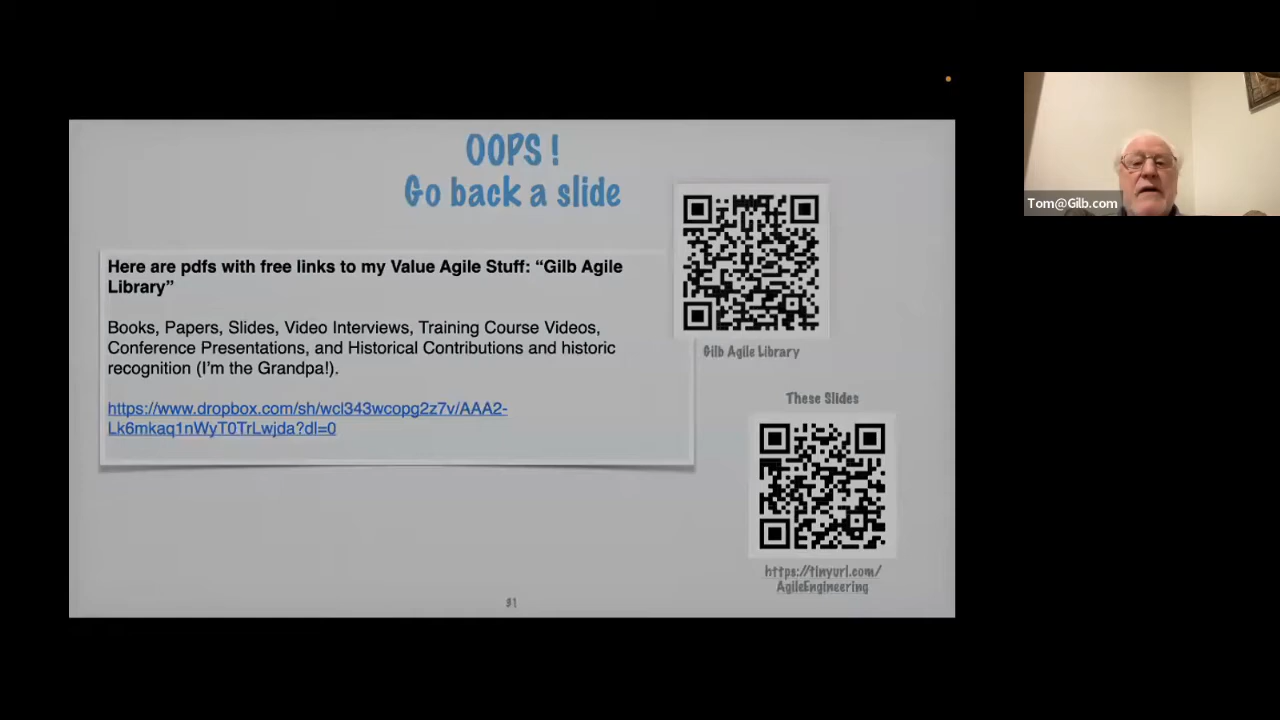 OOPS !
Go back a slide
Here are pdfs with free links to my Value Agile Stuff: “Gilb Agile
Library”
Books, Papers, Slides, Video Interviews, Training Course Videos,
Conference Presentations, and Historical Contributions and historic
recognition (I’m the Grandpa!).
https://www.dropbox.com/sh/wcl343wcopg2z7v/AAA2-
Lk6mkaq1nWyT0TrLwjda?dl=0
Gilb Agile Library
These Slides
https://tinyurl.com/
AgileEngineering
91
Tom@Gilb.com